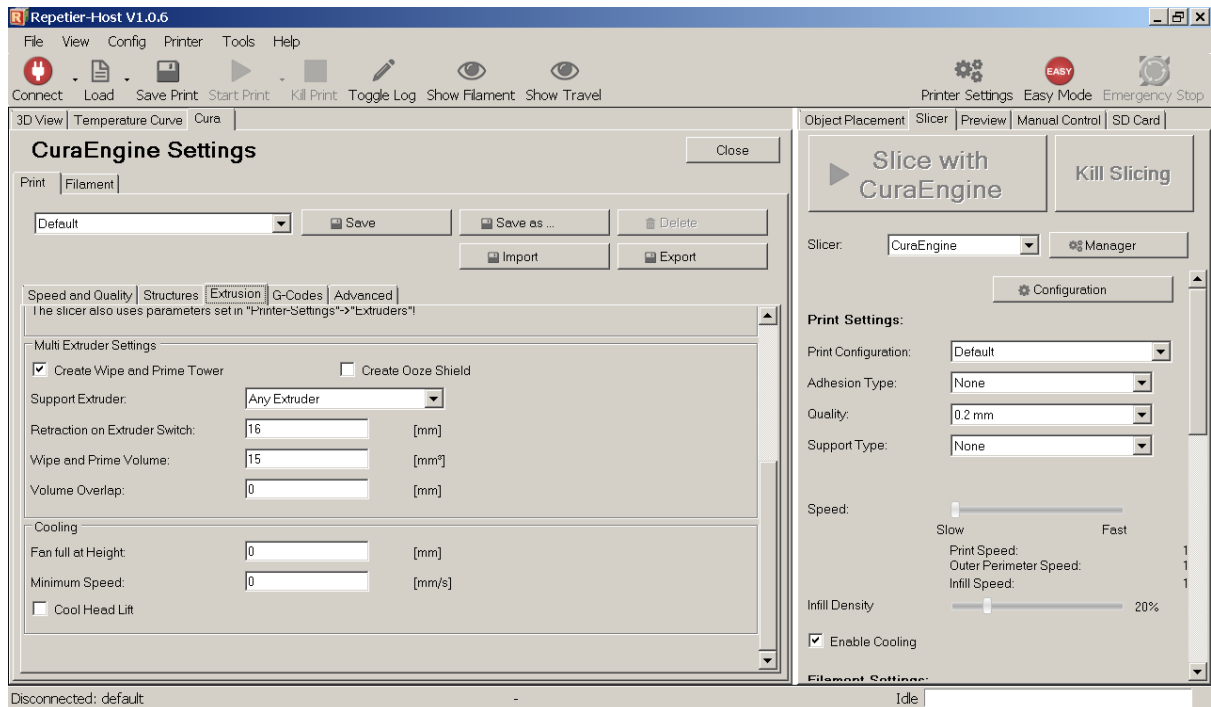 Repetier-Host V1.0.6
File View Config Printer Tools Help
Connect Load Save Print Start Print Kill Print Toggle Log Show Filament Show Travel Printer Settings EASY Easy Mode Emergency Stop
3D View Temperature Curve Cura
CuraEngine Settings
Close
Print Filament
Default Save Save as ... Delete
Import Export
Speed and Quality Structures Extrusion G-Codes Advanced
The slicer also uses parameters set in "Printer-Settings"->"Extruders"!
Multi Extruder Settings
Create Wipe and Prime Tower Create Ooze Shield
Support Extruder: Any Extruder
Retraction on Extruder Switch: 16 [mm]
Wipe and Prime Volume: 15 [mm³]
Volume Overlap: 0 [mm]
Cooling
Fan full at Height: 0 [mm]
Minimum Speed: 0 [mm/s]
Cool Head Lift
Object Placement Slicer Preview Manual Control SD Card
Slice with
CuraEngine
Kill Slicing
Slicer: CuraEngine Manager
Configuration
Print Settings:
Print Configuration: Default
Adhesion Type: None
Quality: 0.2 mm
Support Type: None
Speed:
Slow Fast
Print Speed: 1
Outer Perimeter Speed: 1
Infill Speed: 1
Infill Density 20%
Enable Cooling
Filament Settings:
Disconnected: default - Idle